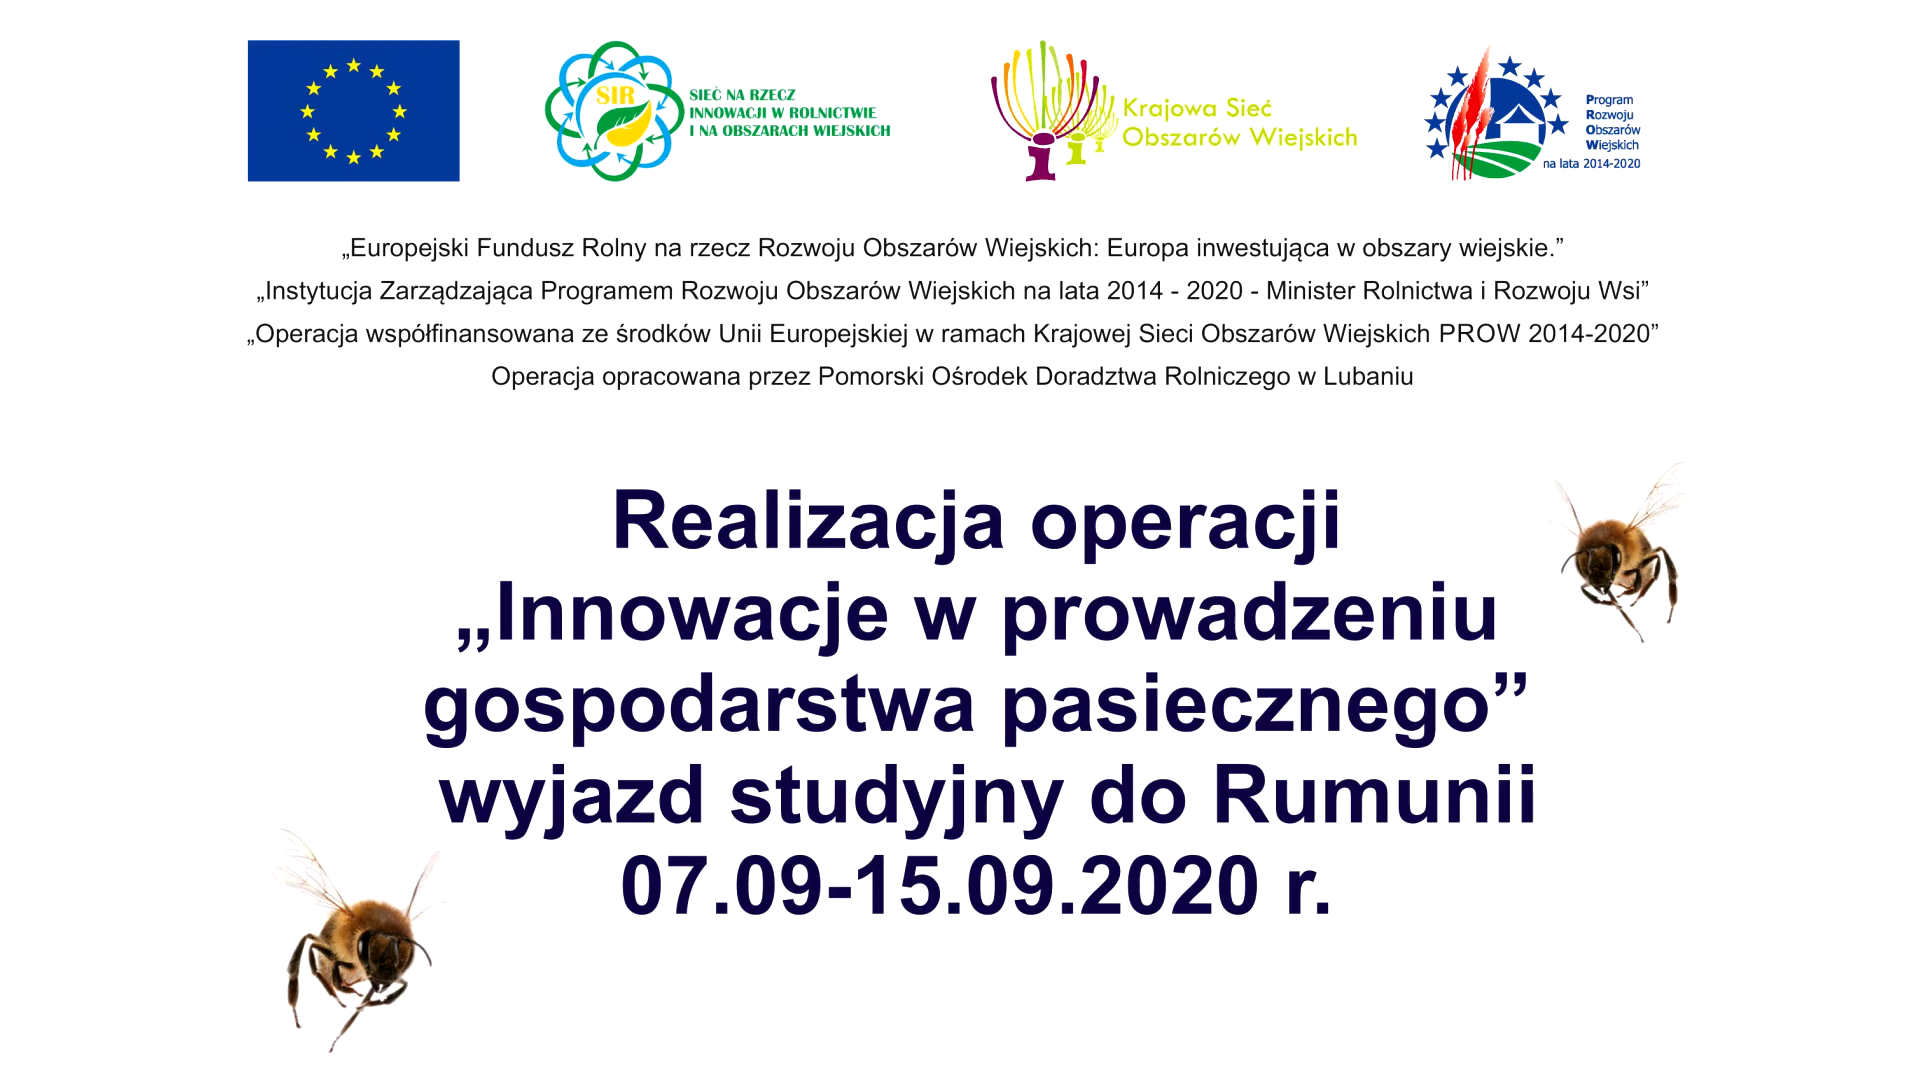 SIR
SIEĆ NA RZECZ
INNOWACJI W ROLNICTWIE
I NA OBSZARACH WIEJSKICH
Krajowa Sieć
Obszarów Wiejskich
Program
Rozwoju
Obszarów
Wiejskich
na lata 2014-2020
„Europejski Fundusz Rolny na rzecz Rozwoju Obszarów Wiejskich: Europa inwestująca w obszary wiejskie.”
„Instytucja Zarządzająca Programem Rozwoju Obszarów Wiejskich na lata 2014 - 2020 - Minister Rolnictwa i Rozwoju Wsi”
„Operacja współfinansowana ze środków Unii Europejskiej w ramach Krajowej Sieci Obszarów Wiejskich PROW 2014-2020”
Operacja opracowana przez Pomorski Ośrodek Doradztwa Rolniczego w Lubaniu
Realizacja operacji
„Innowacje w prowadzeniu
gospodarstwa pasiecznego”
wyjazd studyjny do Rumunii
07.09-15.09.2020 r.